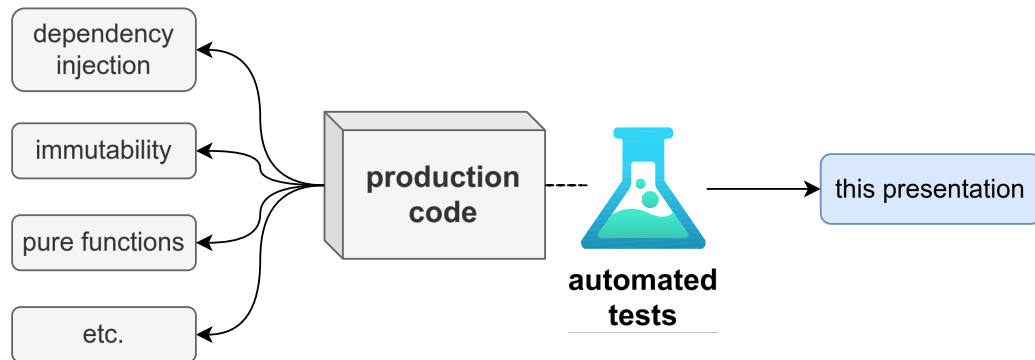 dependency
injection
immutability
pure functions
etc.
production
code
automated
tests
this presentation